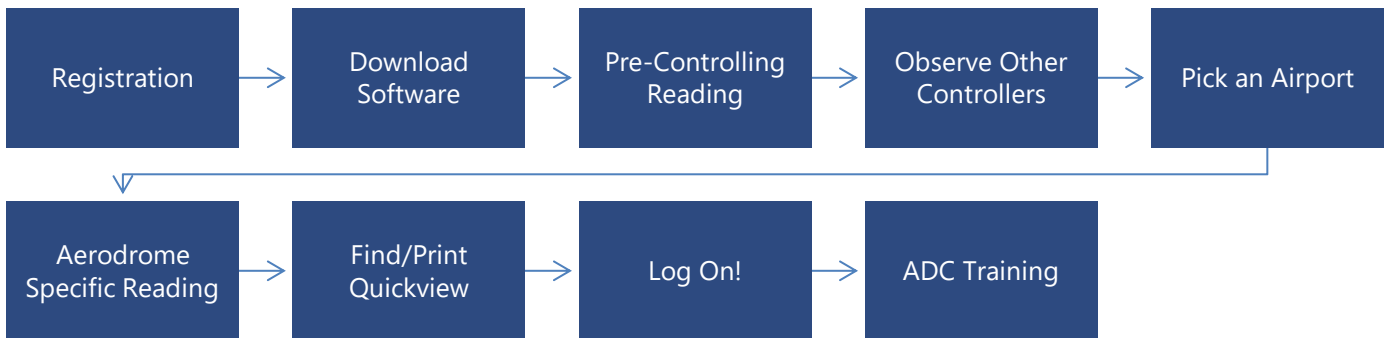 Registration
Download
Software
Pre-Controlling
Reading
Observe Other
Controllers
Pick an Airport
Aerodrome
Specific Reading
Find/Print
Quickview
Log On!
ADC Training